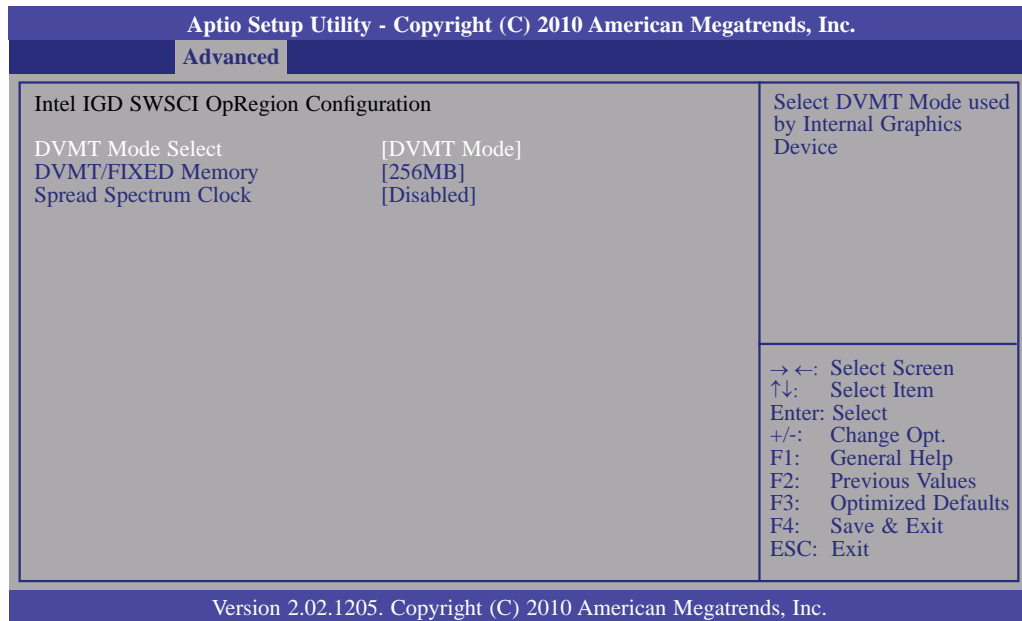 Aptio Setup Utility - Copyright (C) 2010 American Megatrends, Inc.
Advanced
Intel IGD SWSCI OpRegion Configuration
DVMT Mode Select [DVMT Mode]
DVMT/FIXED Memory [256MB]
Spread Spectrum Clock [Disabled]
Select DVMT Mode used
by Internal Graphics
Device
→ ←: Select Screen
↑↓: Select Item
Enter: Select
+/-: Change Opt.
F1: General Help
F2: Previous Values
F3: Optimized Defaults
F4: Save & Exit
ESC: Exit
Version 2.02.1205. Copyright (C) 2010 American Megatrends, Inc.